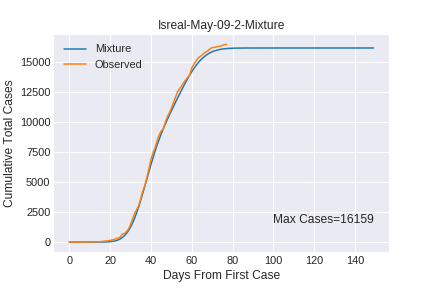 Isreal-May-09-2-Mixture
Mixture
Observed
15000
12500
10000
7500
5000
2500
0
Cumulative Total Cases
Max Cases=16159
0 20 40 60 80 100 120 140
Days From First Case